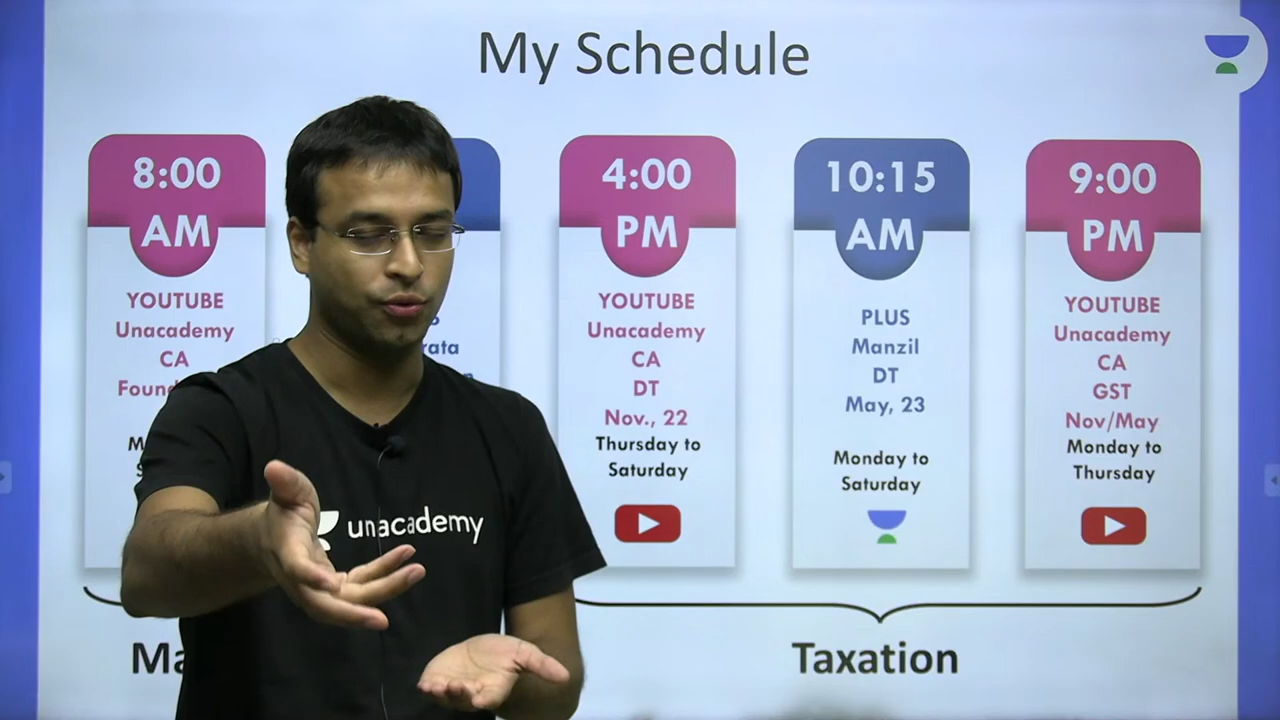 My Schedule
8:00
AM
YOUTUBE
Unacademy
CA
4:00
PM
YOUTUBE
Unacademy
CA
DT
Nov., 22
Thursday to
Saturday
10:15
AM
PLUS
Manzil
DT
May, 23
Monday to
Saturday
9:00
PM
YOUTUBE
Unacademy
CA
GST
Nov/May
Monday to
Thursday
unacademy
Taxation